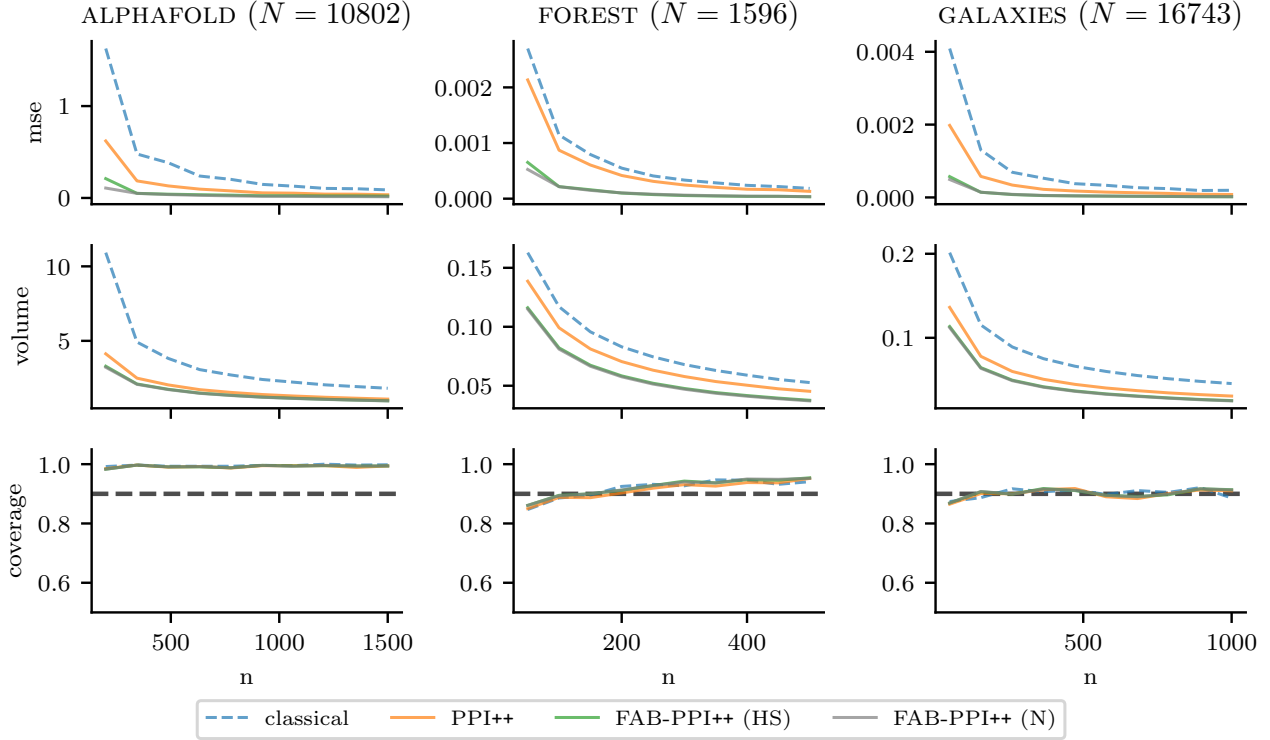 ALPHAFOLD (N = 10802)
FOREST (N = 1596)
GALAXIES (N = 16743)
mse
1
0
0.002
0.001
0.000
0.004
0.002
0.000
volume
10
5
0.15
0.10
0.05
0.2
0.1
coverage
1.0
0.8
0.6
1.0
0.8
0.6
1.0
0.8
0.6
500 1000 1500
200 400
500 1000
n
n
n
classical PPI++ FAB-PPI++ (HS) FAB-PPI++ (N)